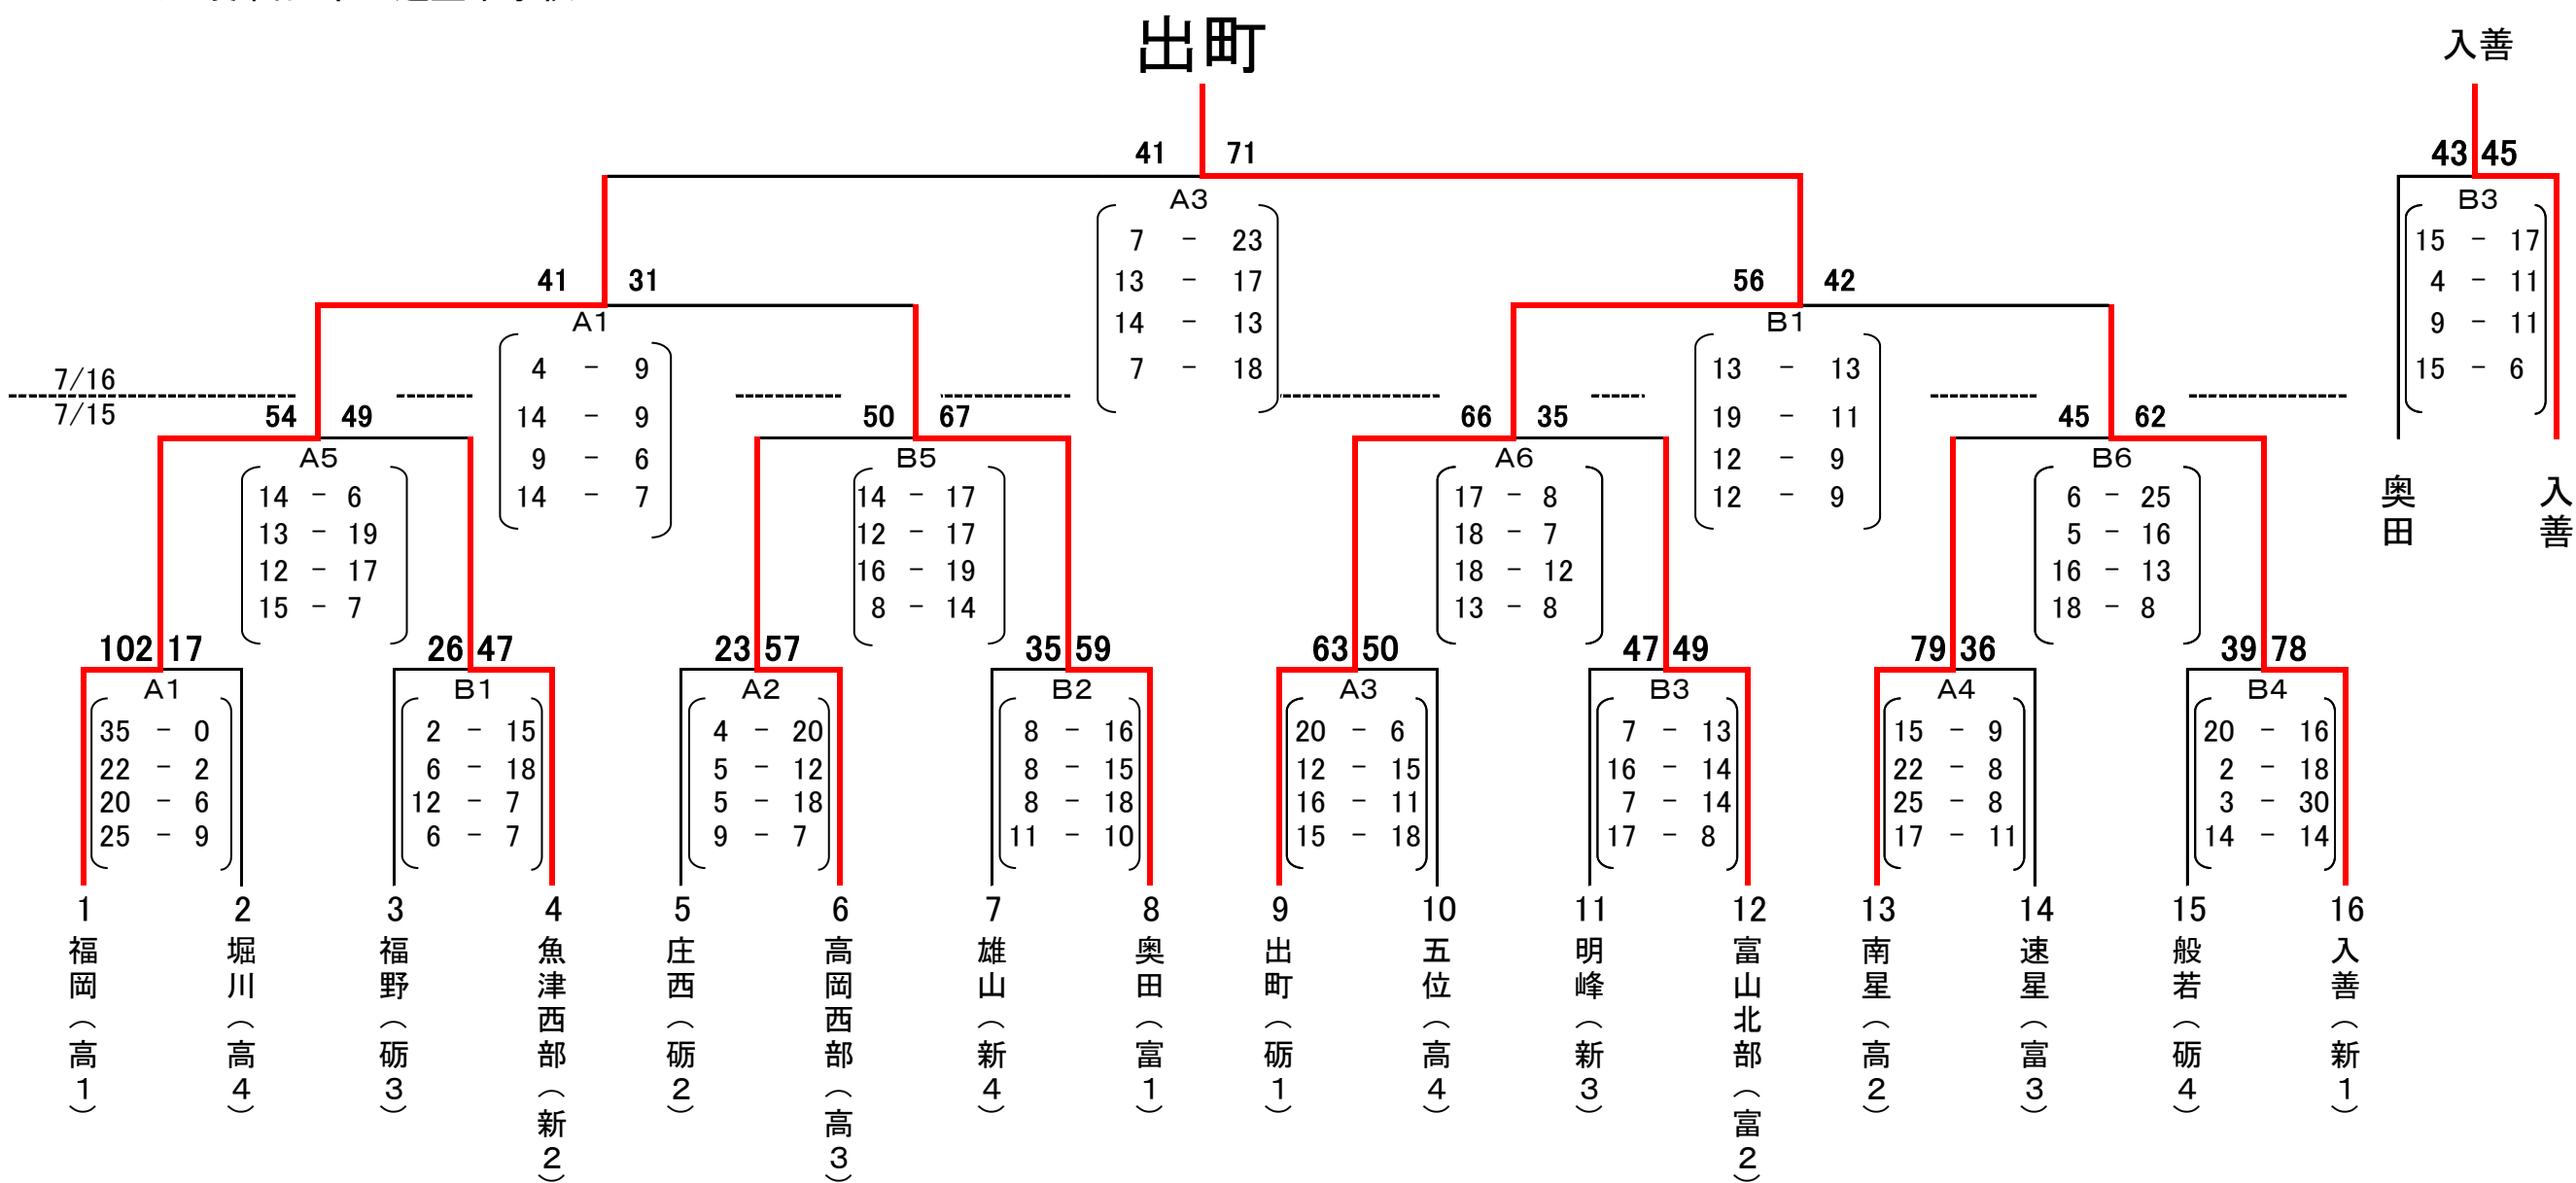 出町
入善
41 71
43 45
A3
7 - 23
13 - 17
14 - 13
7 - 18
B3
15 - 17
4 - 11
9 - 11
15 - 6
奥田
入善
41 31
A1
4 - 9
14 - 9
9 - 6
14 - 7
56 42
B1
13 - 13
19 - 11
12 - 9
12 - 9
7/16
7/15
54 49
A5
14 - 6
13 - 19
12 - 17
15 - 7
50 67
B5
14 - 17
12 - 17
16 - 19
8 - 14
66 35
A6
17 - 8
18 - 7
18 - 12
13 - 8
45 62
B6
6 - 25
5 - 16
16 - 13
18 - 8
102 17
A1
35 - 0
22 - 2
20 - 6
25 - 9
26 47
B1
2 - 15
6 - 18
12 - 7
6 - 7
23 57
A2
4 - 20
5 - 12
5 - 18
9 - 7
35 59
B2
8 - 16
8 - 15
8 - 18
11 - 10
63 50
A3
20 - 6
12 - 15
16 - 11
15 - 18
47 49
B3
7 - 13
16 - 14
7 - 14
17 - 8
79 36
A4
15 - 9
22 - 8
25 - 8
17 - 11
39 78
B4
20 - 16
2 - 18
3 - 30
14 - 14
1 2 3 4 5 6 7 8 9 10 11 12 13 14 15 16
福岡（高１）
堀川（高４）
福野（砺３）
魚津西部（新２）
庄西（砺２）
高岡西部（高３）
雄山（新４）
奥田（富１）
出町（砺１）
五位（高４）
明峰（新３）
富山北部（富２）
南星（高２）
速星（富３）
般若（砺４）
入善（新１）